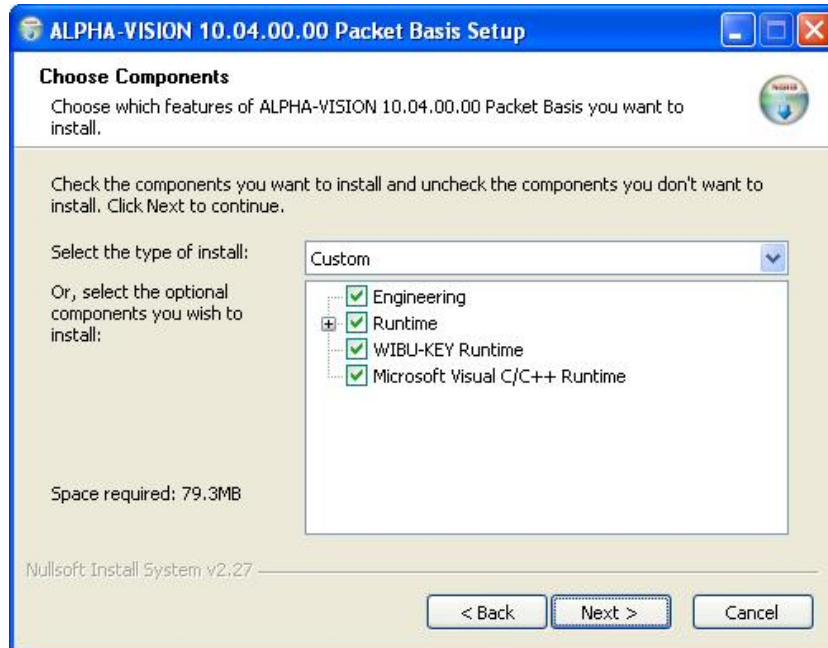 ALPHA-VISION 10.04.00.00 Packet Basis Setup
Choose Components
Choose which features of ALPHA-VISION 10.04.00.00 Packet Basis you want to
install.
Check the components you want to install and uncheck the components you don't want to
install. Click Next to continue.
Select the type of install:
Custom
Or, select the optional
components you wish to
install:
Engineering
Runtime
WIBU-KEY Runtime
Microsoft Visual C/C++ Runtime
Space required: 79.3MB
Nullsoft Install System v2.27
< Back
Next >
Cancel